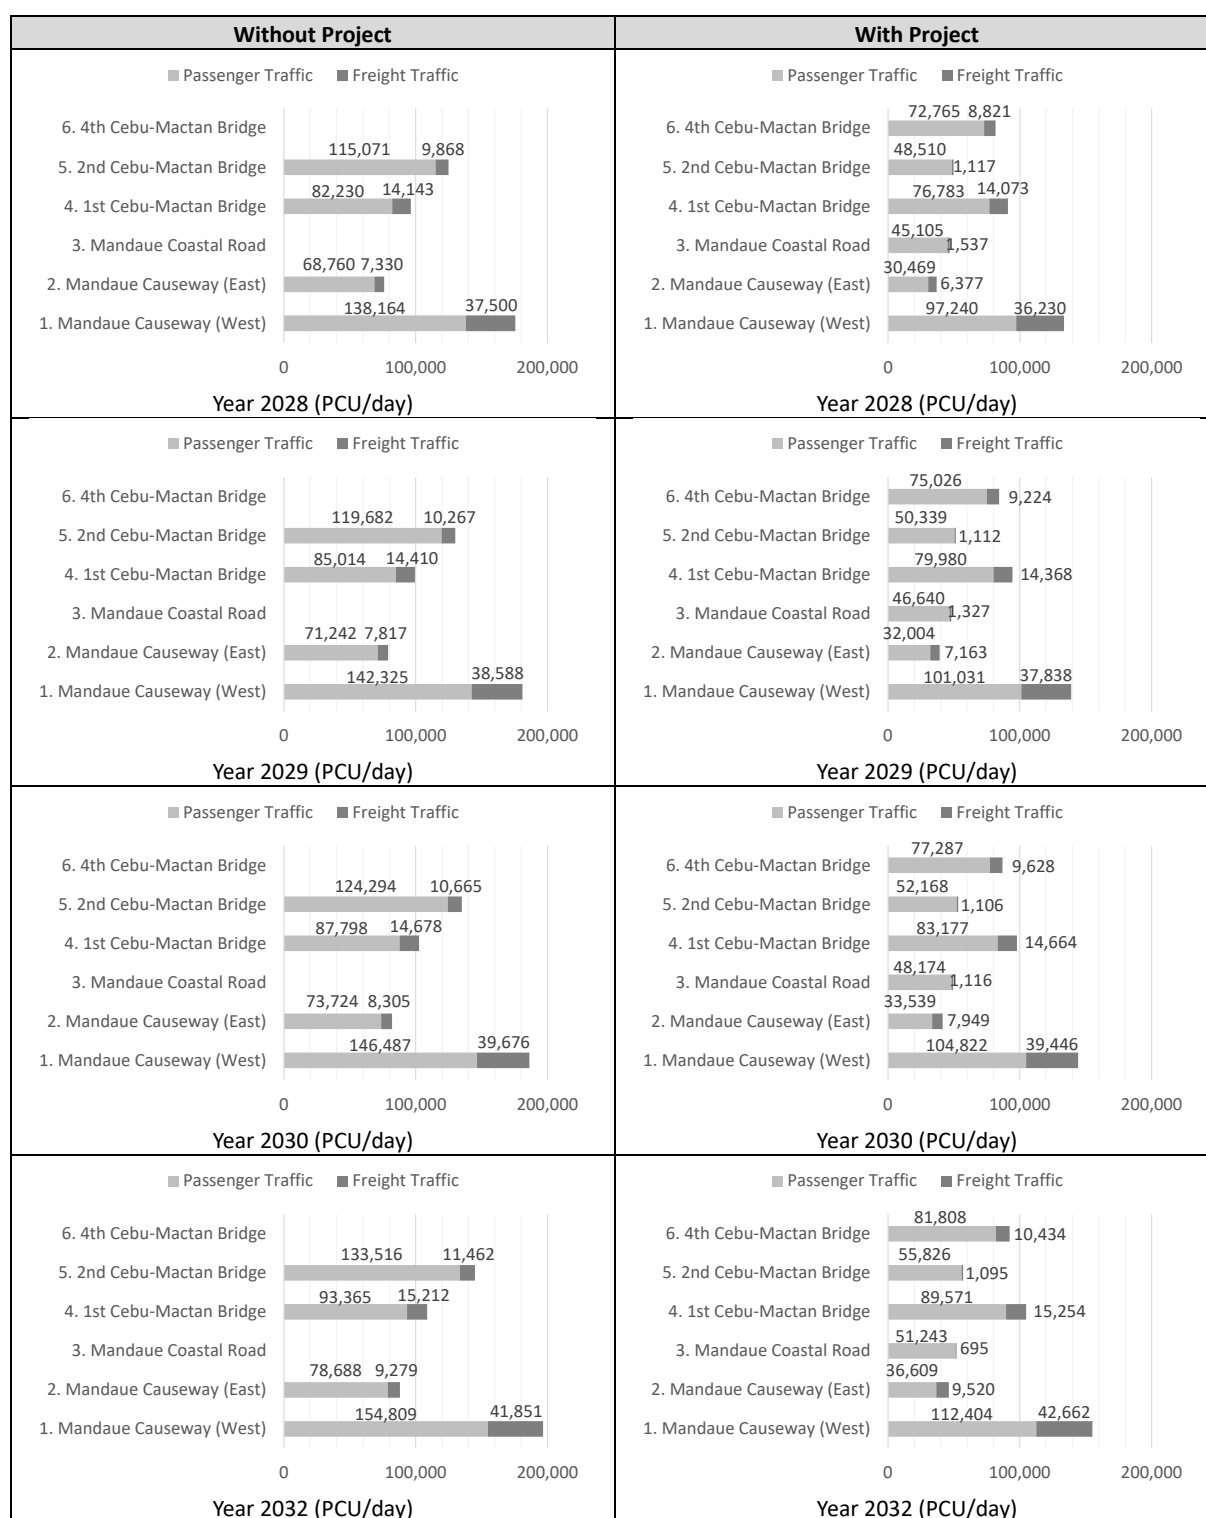 Without Project
With Project
Passenger Traffic Freight Traffic
6. 4th Cebu-Mactan Bridge
115,071 9,868
5. 2nd Cebu-Mactan Bridge
82,230 14,143
4. 1st Cebu-Mactan Bridge
3. Mandaue Coastal Road
68,760 7,330
2. Mandaue Causeway (East)
138,164 37,500
1. Mandaue Causeway (West)
0 100,000 200,000
Year 2028 (PCU/day)
Passenger Traffic Freight Traffic
72,765 8,821
6. 4th Cebu-Mactan Bridge
48,510
5. 2nd Cebu-Mactan Bridge 1,117
76,783 14,073
4. 1st Cebu-Mactan Bridge
45,105
3. Mandaue Coastal Road 1,537
30,469
2. Mandaue Causeway (East) 6,377
97,240 36,230
1. Mandaue Causeway (West)
0 100,000 200,000
Year 2028 (PCU/day)
Passenger Traffic Freight Traffic
6. 4th Cebu-Mactan Bridge
119,682 10,267
5. 2nd Cebu-Mactan Bridge
85,014 14,410
4. 1st Cebu-Mactan Bridge
3. Mandaue Coastal Road
71,242 7,817
2. Mandaue Causeway (East)
142,325 38,588
1. Mandaue Causeway (West)
0 100,000 200,000
Year 2029 (PCU/day)
Passenger Traffic Freight Traffic
75,026
6. 4th Cebu-Mactan Bridge 9,224
50,339
5. 2nd Cebu-Mactan Bridge 1,112
79,980
4. 1st Cebu-Mactan Bridge 14,368
46,640
3. Mandaue Coastal Road 1,327
32,004
2. Mandaue Causeway (East) 7,163
101,031 37,838
1. Mandaue Causeway (West)
0 100,000 200,000
Year 2029 (PCU/day)
Passenger Traffic Freight Traffic
6. 4th Cebu-Mactan Bridge
124,294 10,665
5. 2nd Cebu-Mactan Bridge
87,798 14,678
4. 1st Cebu-Mactan Bridge
3. Mandaue Coastal Road
73,724 8,305
2. Mandaue Causeway (East)
146,487 39,676
1. Mandaue Causeway (West)
0 100,000 200,000
Year 2030 (PCU/day)
Passenger Traffic Freight Traffic
77,287
6. 4th Cebu-Mactan Bridge 9,628
52,168
5. 2nd Cebu-Mactan Bridge 1,106
83,177
4. 1st Cebu-Mactan Bridge 14,664
48,174
3. Mandaue Coastal Road 1,116
33,539
2. Mandaue Causeway (East) 7,949
104,822 39,446
1. Mandaue Causeway (West)
0 100,000 200,000
Year 2030 (PCU/day)
Passenger Traffic Freight Traffic
6. 4th Cebu-Mactan Bridge
133,516 11,462
5. 2nd Cebu-Mactan Bridge
93,365 15,212
4. 1st Cebu-Mactan Bridge
3. Mandaue Coastal Road
78,688 9,279
2. Mandaue Causeway (East)
154,809 41,851
1. Mandaue Causeway (West)
0 100,000 200,000
Year 2032 (PCU/day)
Passenger Traffic Freight Traffic
81,808
6. 4th Cebu-Mactan Bridge 10,434
55,826
5. 2nd Cebu-Mactan Bridge 1,095
89,571
4. 1st Cebu-Mactan Bridge 15,254
51,243
3. Mandaue Coastal Road 695
36,609
2. Mandaue Causeway (East) 9,520
112,404 42,662
1. Mandaue Causeway (West)
0 100,000 200,000
Year 2032 (PCU/day)